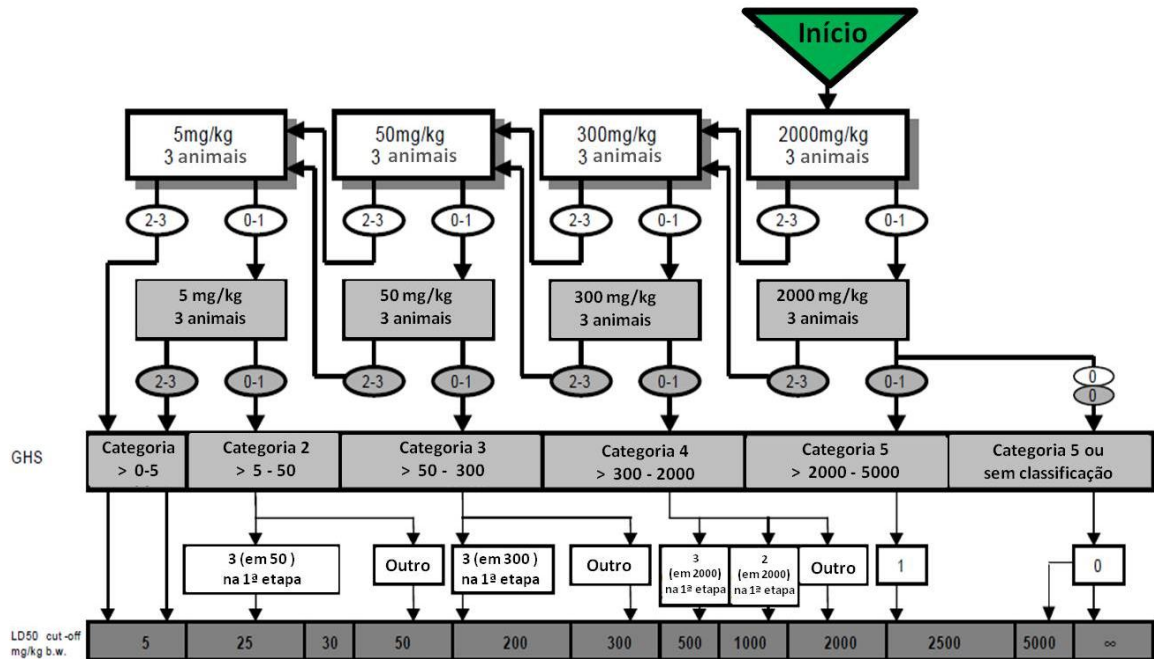 Início
5mg/kg
3 animais
50mg/kg
3 animais
300mg/kg
3 animais
2000mg/kg
3 animais
2-3
0-1
2-3
0-1
2-3
0-1
2-3
0-1
5 mg/kg
3 animais
50 mg/kg
3 animais
300 mg/kg
3 animais
2000 mg/kg
3 animais
2-3
0-1
2-3
0-1
2-3
0-1
2-3
0-1
0
0
GHS
Categoria
> 0-5
Categoria 2
> 5 - 50
Categoria 3
> 50 - 300
Categoria 4
> 300 - 2000
Categoria 5
> 2000 - 5000
Categoria 5 ou
sem classificação
3 (em 50 )
na 1ª etapa
Outro
3 (em 300 )
na 1ª etapa
Outro
3
(em 2000)
na 1ª etapa
2
(em 2000)
na 1ª etapa
Outro
1
0
LD50 cut-off
mg/kg b.w.
5
25
30
50
200
300
500
1000
2000
2500
5000
∞